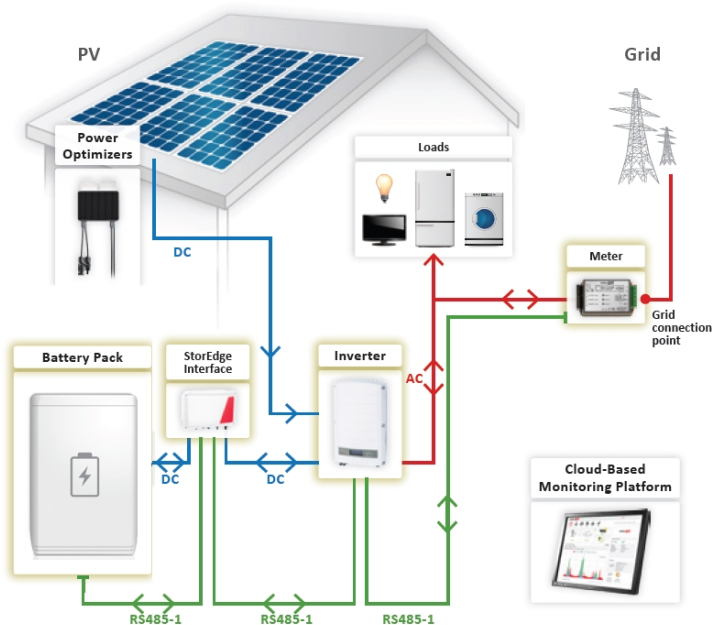 PV
Grid
Power
Optimizers
Loads
DC
Meter
Grid
connection
point
Battery Pack
StorEdge
Interface
Inverter
AC
DC
DC
Cloud-Based
Monitoring Platform
RS485-1
RS485-1
RS485-1